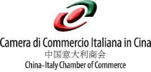 Camera di Commercio Italiana in Cina
中国意大利商会
China-Italy Chamber of Commerce